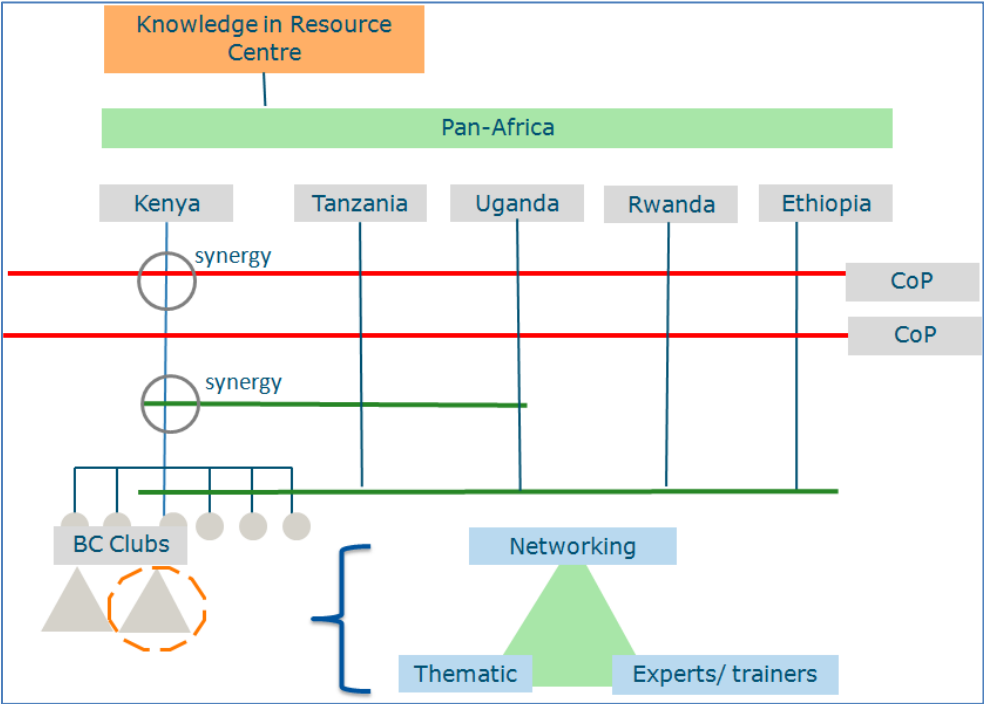 Knowledge in Resource
Centre
Pan-Africa
Kenya
Tanzania
Uganda
Rwanda
Ethiopia
synergy
CoP
CoP
synergy
BC Clubs
Networking
Thematic
Experts/ trainers